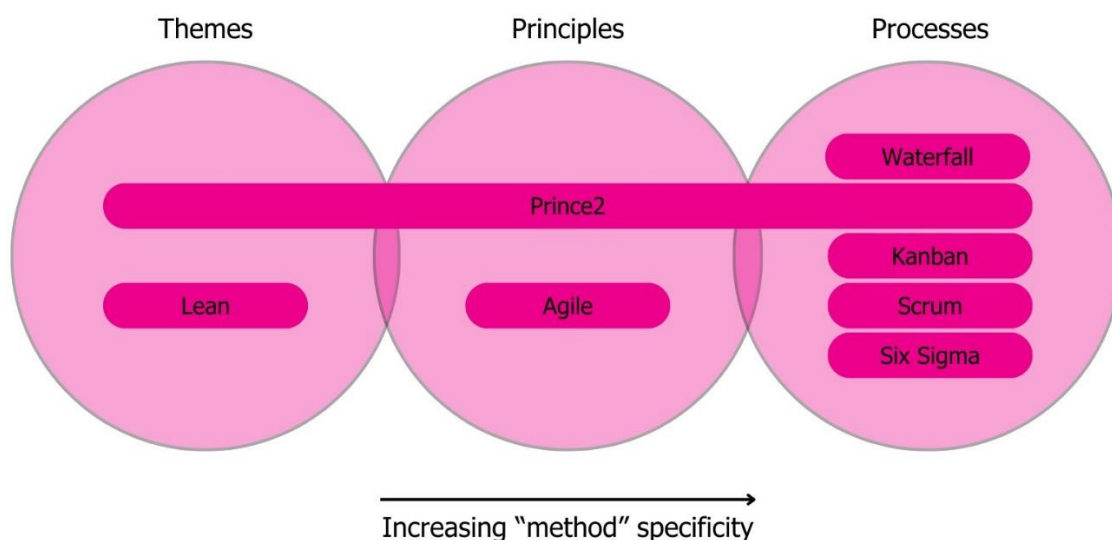 Themes
Principles
Processes
Waterfall
Prince2
Kanban
Lean
Agile
Scrum
Six Sigma
Increasing “method” specificity